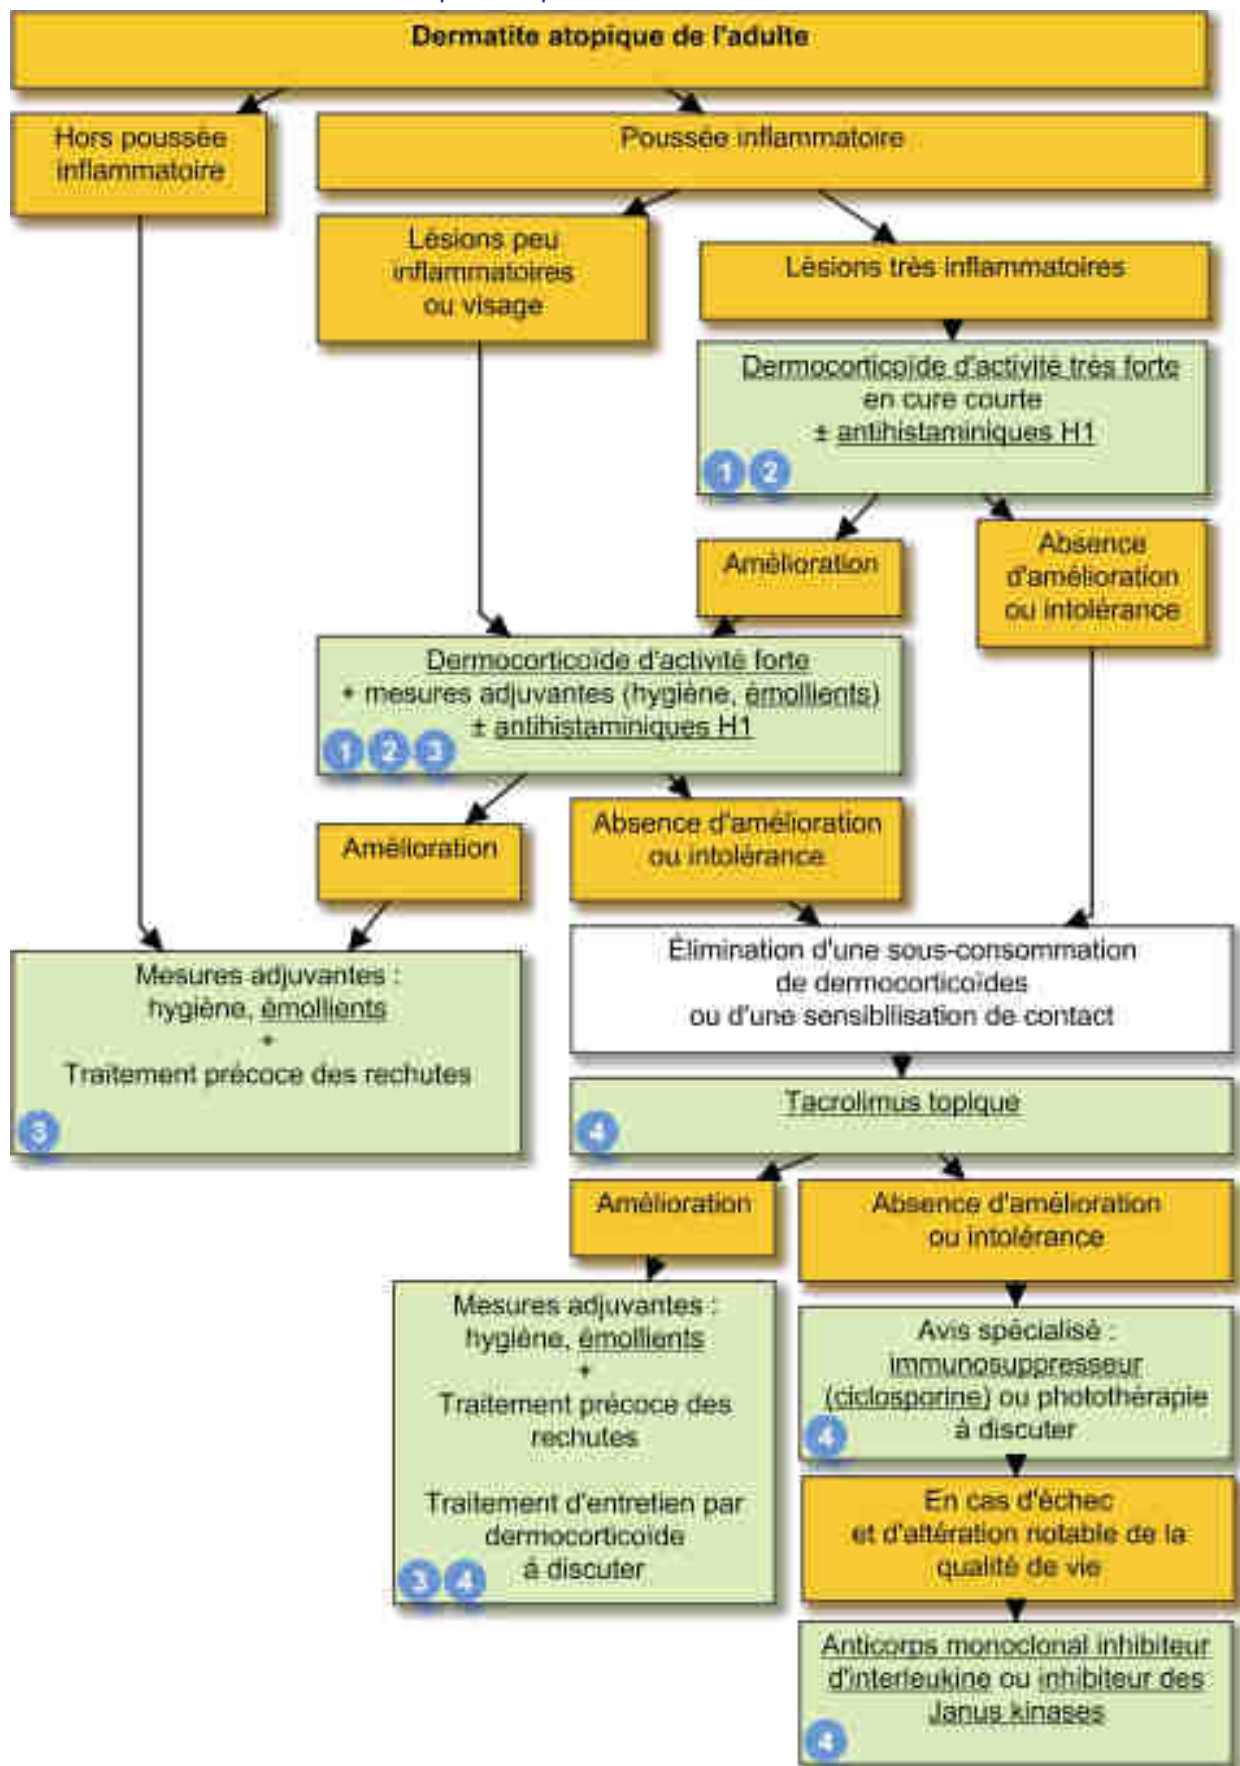 Dermatite atopique de l'adulte
Hors poussée
inflammatoire
Poussée inflammatoire
Lésions peu
inflammatoires
ou visage
Lésions très inflammatoires
Dermocorticoïde d'activité très forte
en cure courte
± antihistaminiques H1
1 2
Amélioration
Absence
d'amélioration
ou intolérance
Dermocorticoïde d'activité forte
+ mesures adjuvantes (hygiène, émollients)
± antihistaminiques H1
1 2 3
Amélioration
Absence d'amélioration
ou intolérance
Mesures adjuvantes :
hygiène, émollients
+
Traitement précoce des rechutes
3
Élimination d'une sous-consommation
de dermocorticoïdes
ou d'une sensibilisation de contact
Tacrolimus topique
4
Amélioration
Absence d'amélioration
ou intolérance
Mesures adjuvantes :
hygiène, émollients
+
Traitement précoce des
rechutes
Traitement d'entretien par
dermocorticoïde
à discuter
3 4
Avis spécialisé :
immunosuppresseur
(ciclosporine) ou photothérapie
à discuter
4
En cas d'échec
et d'altération notable de la
qualité de vie
Anticorps monoclonal inhibiteur
d'interleukine ou inhibiteur des
Janus kinases
4